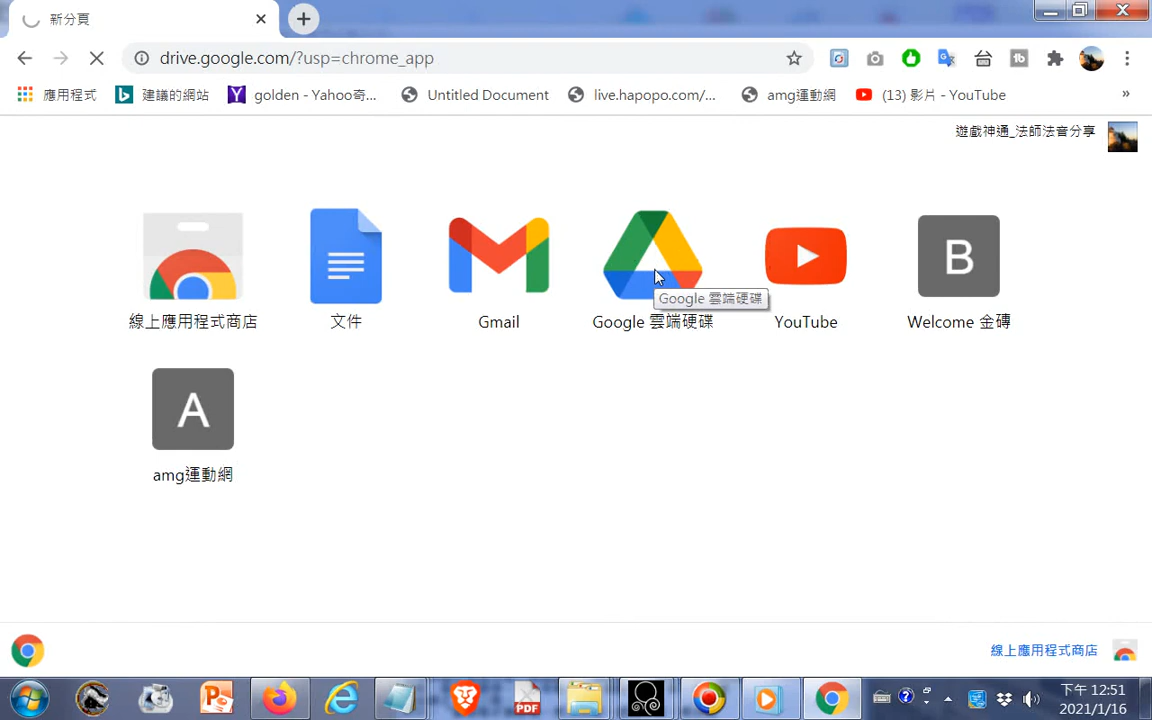 新分頁
drive.google.com/?usp=chrome_app
應用程式
建議的網站
golden - Yahoo奇...
Untitled Document
live.hapopo.com/...
amg運動網
(13) 影片 - YouTube
»
遊戲神通_法師法音分享
線上應用程式商店
文件
Gmail
Google 雲端硬碟
YouTube
Welcome 金磚
Google 雲端硬碟
B
A
amg運動網
線上應用程式商店
PDF
下午 12:51
2021/1/16